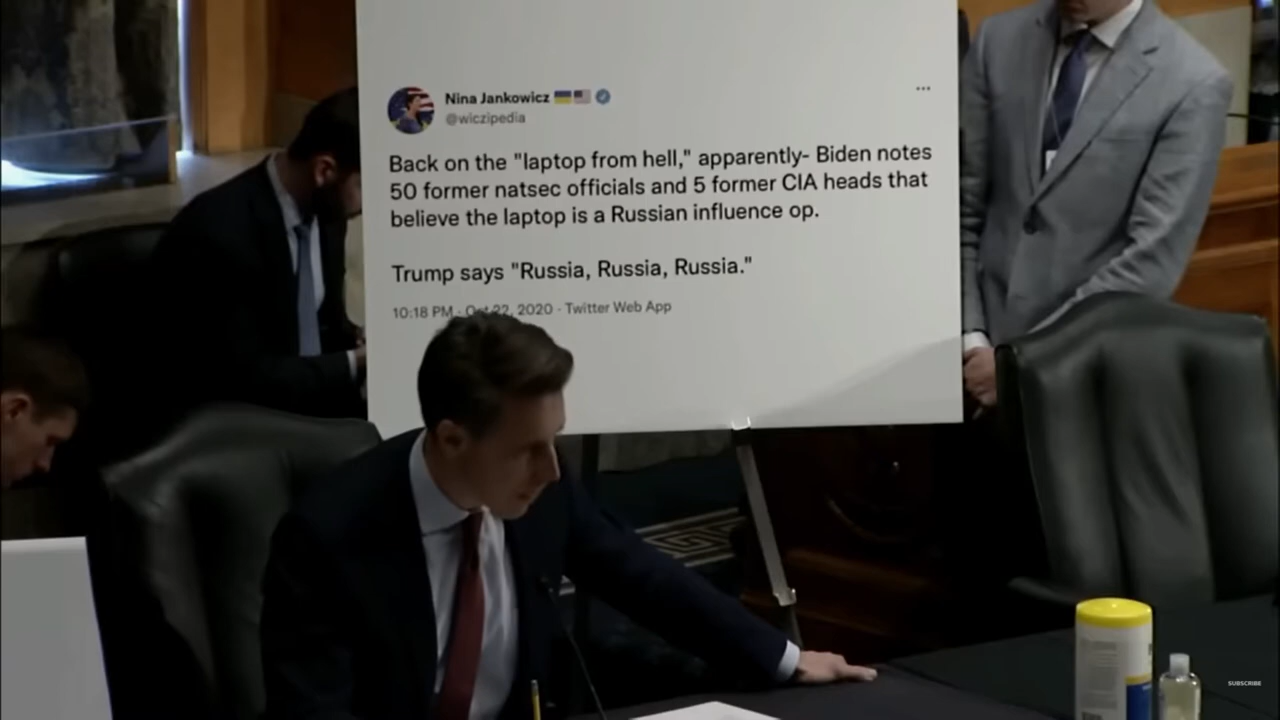 Nina Jankowicz
@wiczipedia
Back on the "laptop from hell," apparently- Biden notes
50 former natsec officials and 5 former CIA heads that
believe the laptop is a Russian influence op.
Trump says "Russia, Russia, Russia."
10:18 PM · Oct 22, 2020 · Twitter Web App
SUBSCRIBE